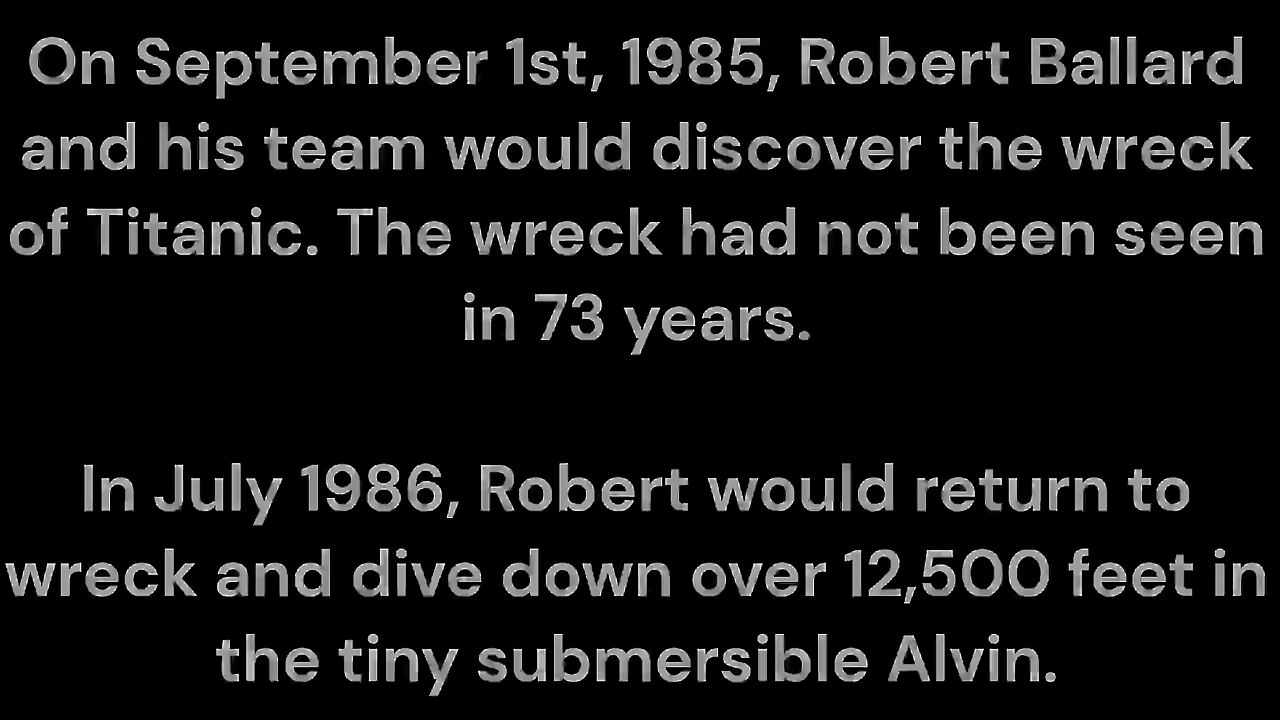 On September 1st, 1985, Robert Ballard
and his team would discover the wreck
of Titanic. The wreck had not been seen
in 73 years.
In July 1986, Robert would return to
wreck and dive down over 12,500 feet in
the tiny submersible Alvin.